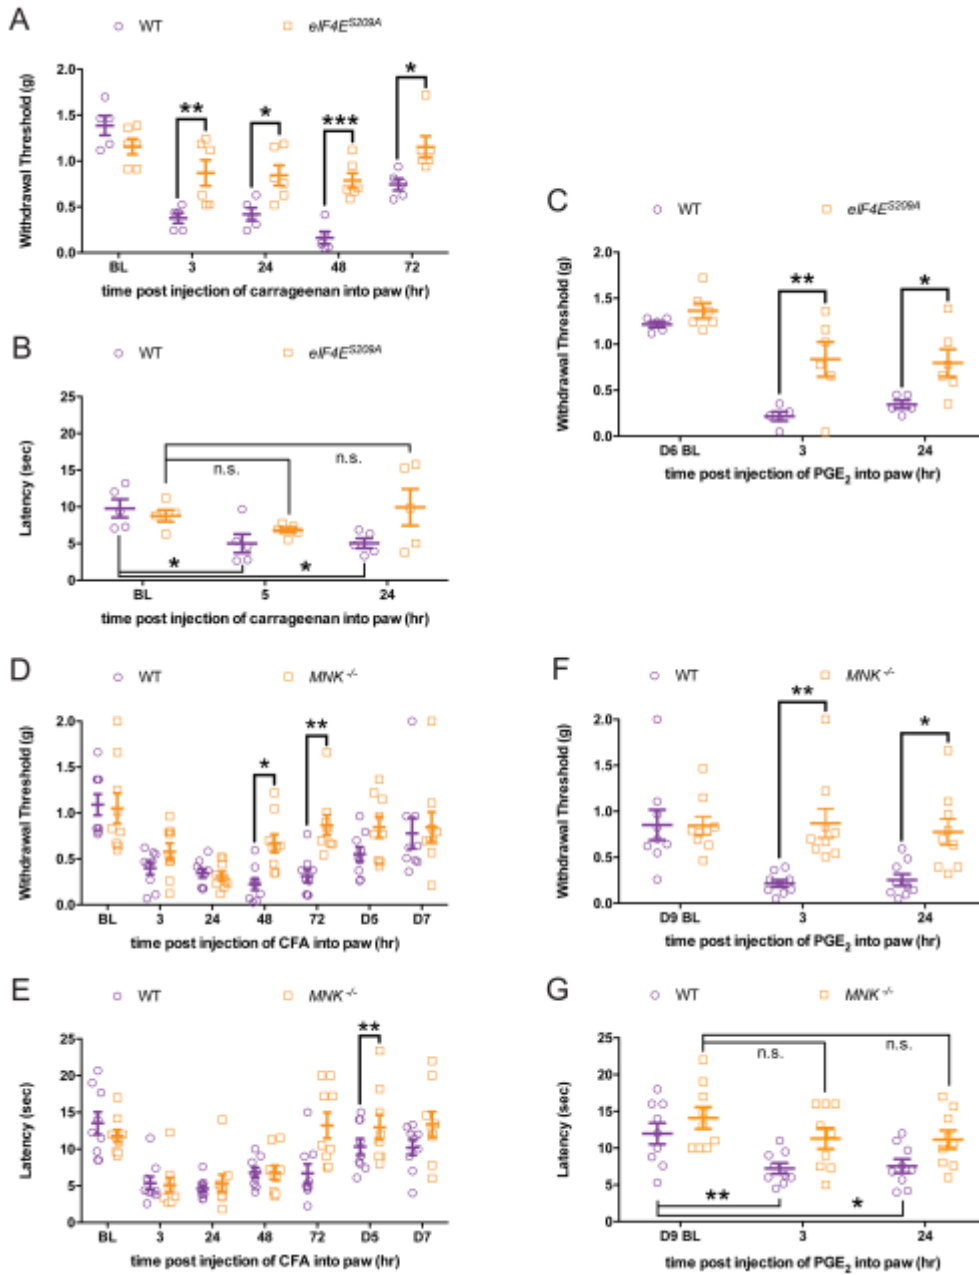 A
WT
eIF4E^S209A
Withdrawal Threshold (g)
2.0
1.5
1.0
0.5
0.0
**
*
***
*
BL
3
24
48
72
time post injection of carrageenan into paw (hr)
B
WT
eIF4E^S209A
Latency (sec)
25
20
15
10
5
0
n.s.
n.s.
*
*
BL
5
24
time post injection of carrageenan into paw (hr)
C
WT
eIF4E^S209A
Withdrawal Threshold (g)
2.0
1.5
1.0
0.5
0.0
**
*
D6 BL
3
24
time post injection of PGE₂ into paw (hr)
D
WT
MNK⁻/⁻
Withdrawal Threshold (g)
2.0
1.5
1.0
0.5
0.0
*
**
BL
3
24
48
72
D5
D7
time post injection of CFA into paw (hr)
E
WT
MNK⁻/⁻
Latency (sec)
25
20
15
10
5
0
**
BL
3
24
48
72
D5
D7
time post injection of CFA into paw (hr)
F
WT
MNK⁻/⁻
Withdrawal Threshold (g)
2.0
1.5
1.0
0.5
0.0
**
*
D9 BL
3
24
time post injection of PGE₂ into paw (hr)
G
WT
MNK⁻/⁻
Latency (sec)
25
20
15
10
5
0
n.s.
n.s.
**
*
D9 BL
3
24
time post injection of PGE₂ into paw (hr)